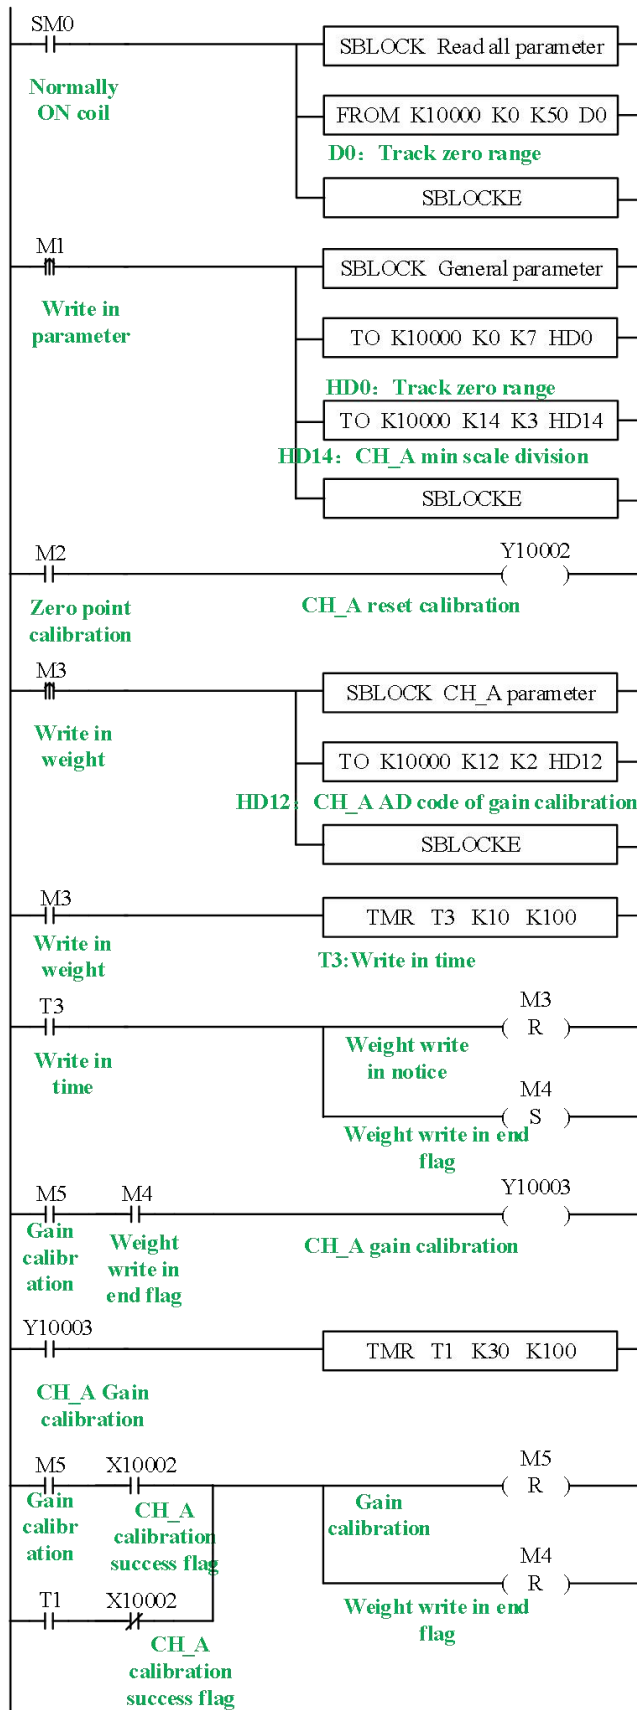 SM0
SBLOCK Read all parameter
Normally
ON coil
FROM K10000 K0 K50 D0
D0：Track zero range
SBLOCKE
M1
SBLOCK General parameter
Write in
parameter
TO K10000 K0 K7 HD0
HD0：Track zero range
TO K10000 K14 K3 HD14
HD14：CH_A min scale division
SBLOCKE
M2
Y10002
Zero point
calibration
CH_A reset calibration
M3
SBLOCK CH_A parameter
Write in
weight
TO K10000 K12 K2 HD12
HD12：CH_A AD code of gain calibration
SBLOCKE
M3
TMR T3 K10 K100
Write in
weight
T3:Write in time
T3
M3
R
Write in
time
Weight write
in notice
M4
S
Weight write in end
flag
M5
M4
Y10003
Gain
calibr
ation
Weight
write in
end flag
CH_A gain calibration
Y10003
TMR T1 K30 K100
CH_A Gain
calibration
M5
X10002
M5
R
Gain
calibr
ation
CH_A
calibration
success flag
Gain
calibration
M4
R
Weight write in end
flag
T1
X10002
CH_A
calibration
success flag